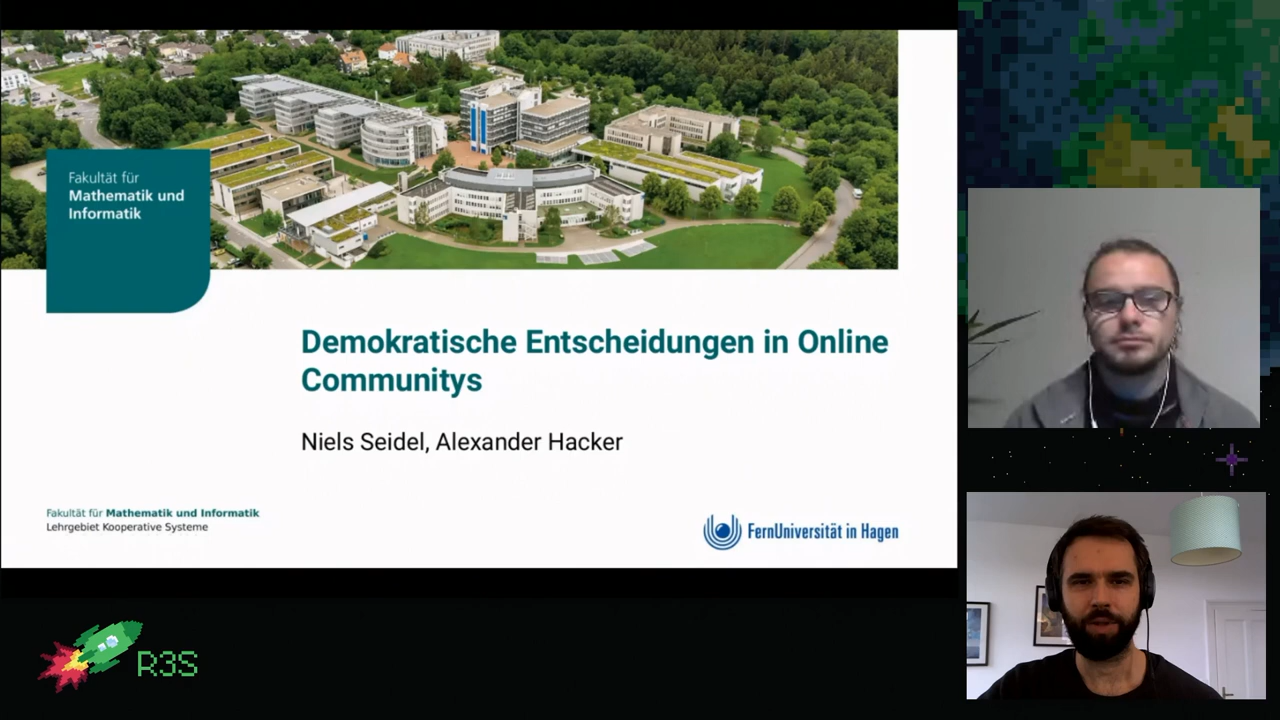 Fakultät für
Mathematik und
Informatik
Demokratische Entscheidungen in Online
Communitys
Niels Seidel, Alexander Hacker
Fakultät für Mathematik und Informatik
Lehrgebiet Kooperative Systeme
FernUniversität in Hagen
R3S